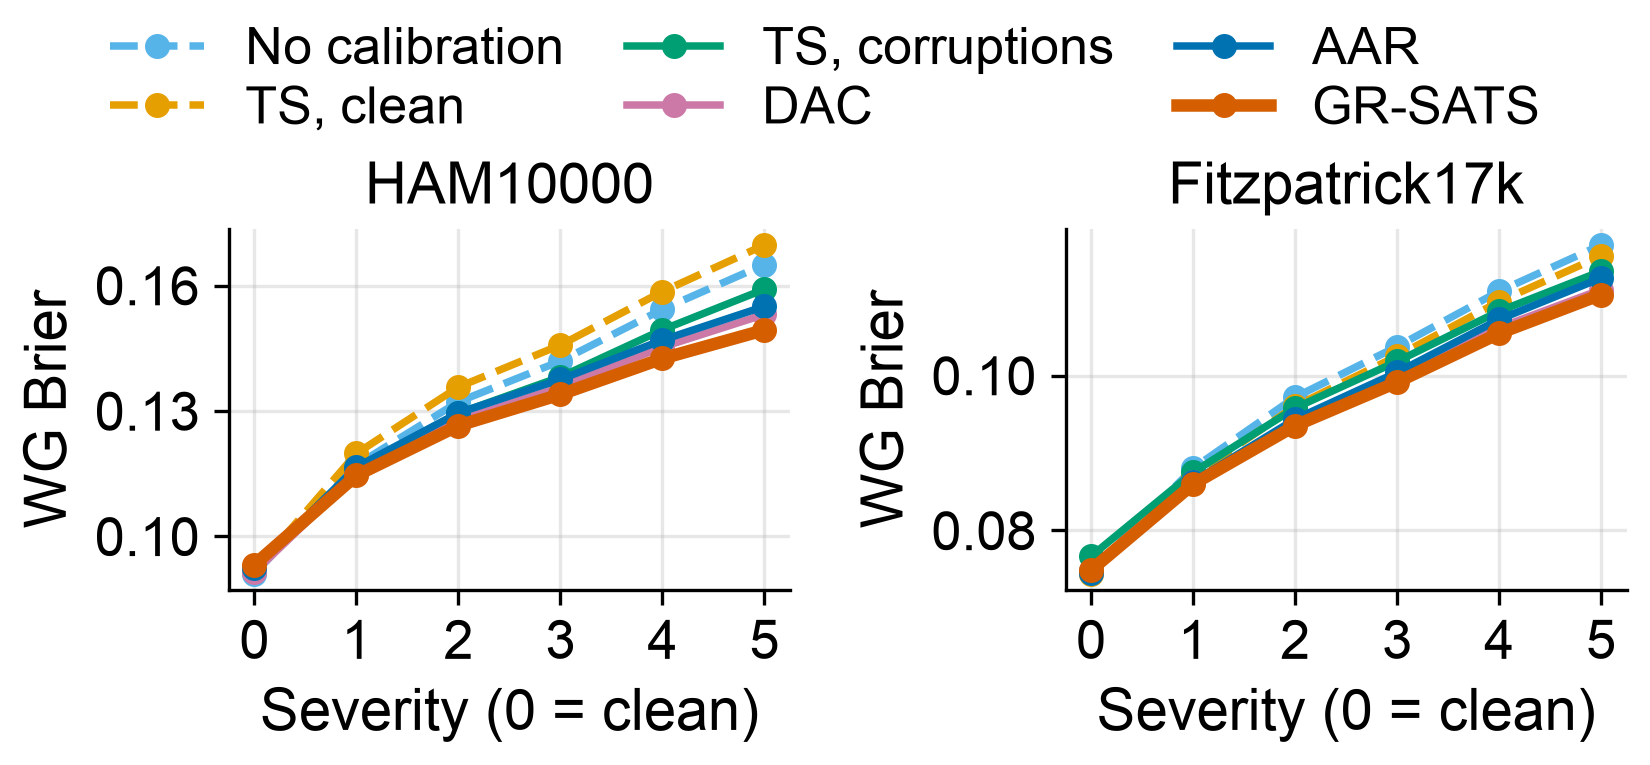 No calibration TS, corruptions AAR
TS, clean DAC GR-SATS
HAM10000 Fitzpatrick17k
WG Brier
0.16
0.13
0.10
0 1 2 3 4 5
Severity (0 = clean)
WG Brier
0.10
0.08
0 1 2 3 4 5
Severity (0 = clean)